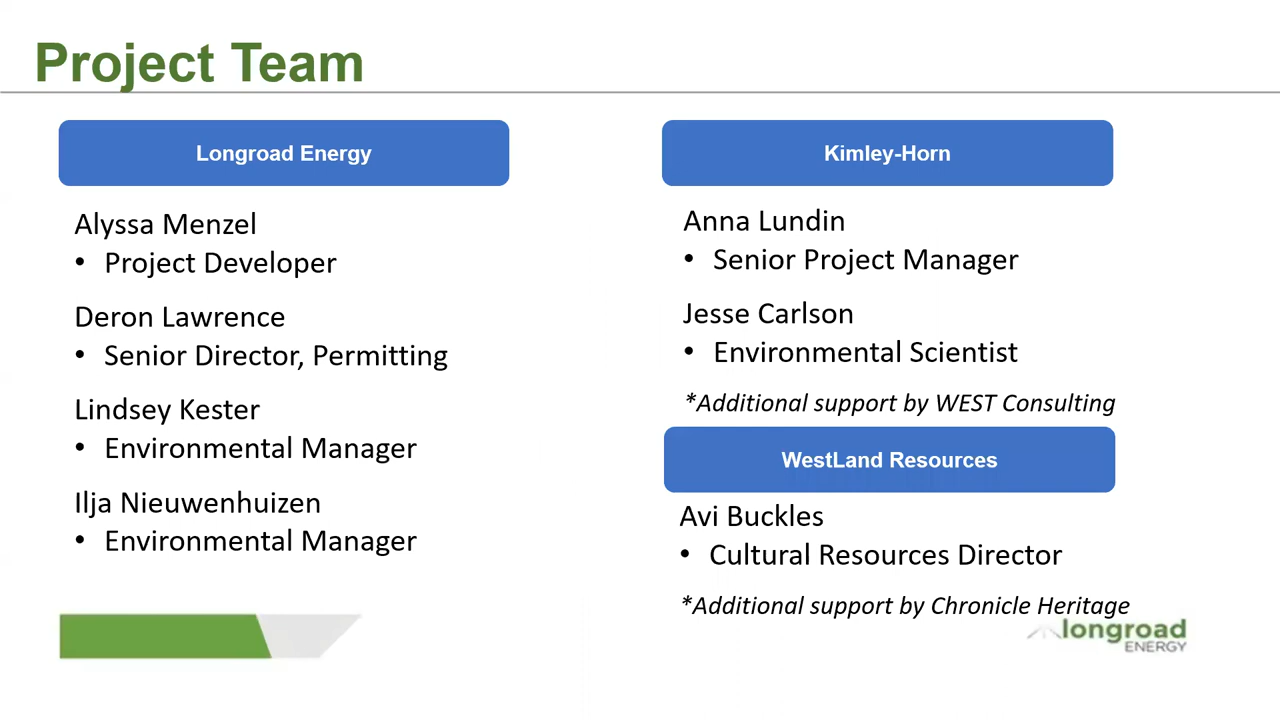 Project Team
Longroad Energy
Alyssa Menzel
• Project Developer
Deron Lawrence
• Senior Director, Permitting
Lindsey Kester
• Environmental Manager
Ilja Nieuwenhuizen
• Environmental Manager
Kimley-Horn
Anna Lundin
• Senior Project Manager
Jesse Carlson
• Environmental Scientist
*Additional support by WEST Consulting
WestLand Resources
Avi Buckles
• Cultural Resources Director
*Additional support by Chronicle Heritage
longroad
ENERGY